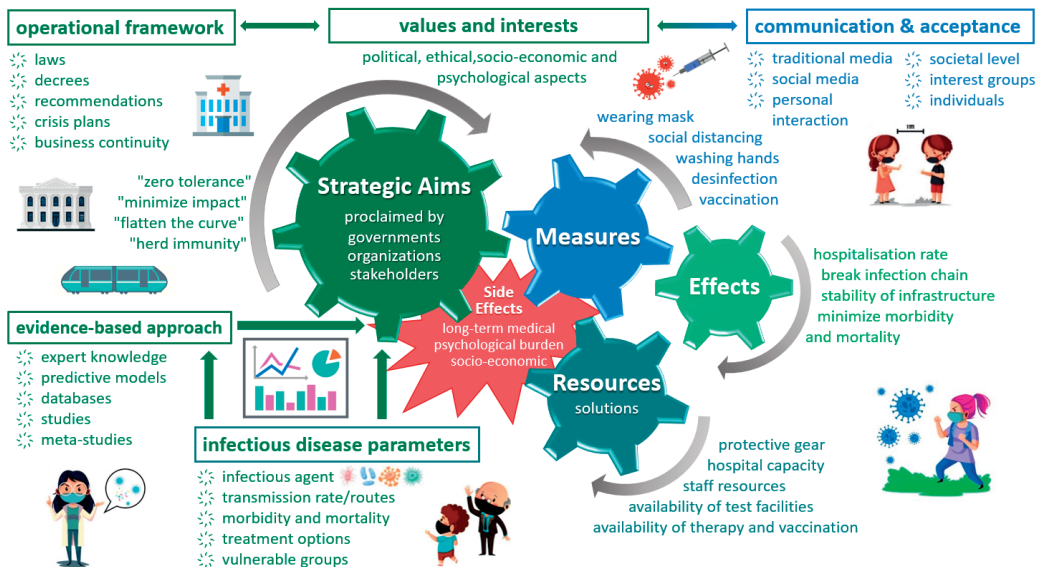 operational framework
laws
decrees
recommendations
crisis plans
business continuity
values and interests
political, ethical,socio-economic and
psychological aspects
communication & acceptance
traditional media
social media
personal
interaction
societal level
interest groups
individuals
"zero tolerance"
"minimize impact"
"flatten the curve"
"herd immunity"
Strategic Aims
proclaimed by
governments
organizations
stakeholders
wearing mask
social distancing
washing hands
desinfection
vaccination
Measures
Effects
hospitalisation rate
break infection chain
stability of infrastructure
minimize morbidity
and mortality
Side
Effects
long-term medical
psychological burden
socio-economic
Resources
solutions
protective gear
hospital capacity
staff resources
availability of test facilities
availability of therapy and vaccination
evidence-based approach
expert knowledge
predictive models
databases
studies
meta-studies
infectious disease parameters
infectious agent
transmission rate/routes
morbidity and mortality
treatment options
vulnerable groups